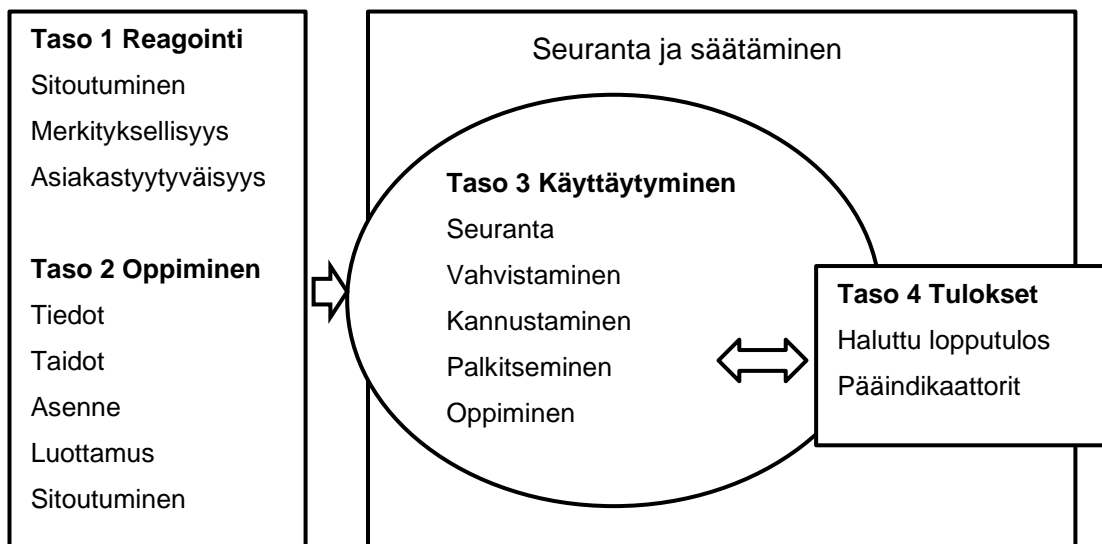 Taso 1 Reagointi
Sitoutuminen
Merkityksellisyys
Asiakastyytyväisyys
Taso 2 Oppiminen
Tiedot
Taidot
Asenne
Luottamus
Sitoutuminen
Seuranta ja säätäminen
Taso 3 Käyttäytyminen
Seuranta
Vahvistaminen
Kannustaminen
Palkitseminen
Oppiminen
Taso 4 Tulokset
Haluttu lopputulos
Pääindikaattorit